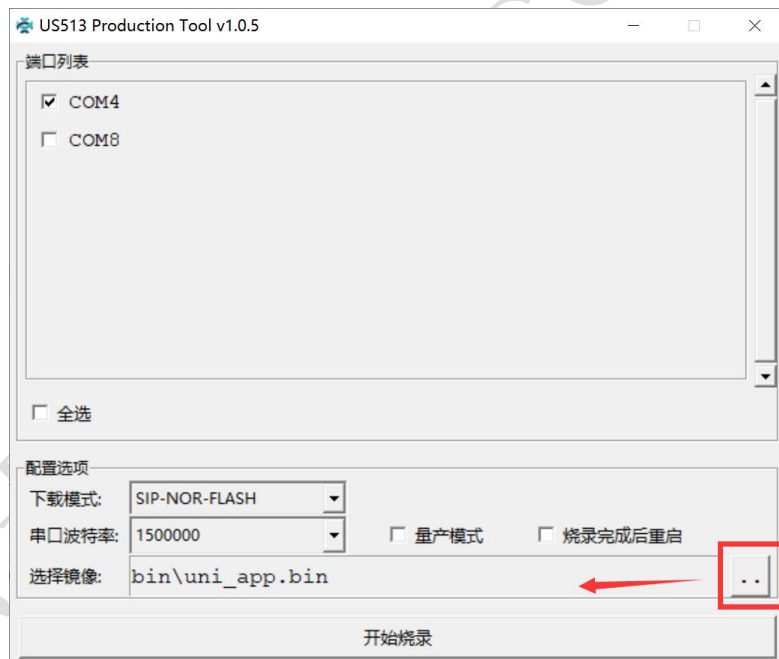 US513 Production Tool v1.0.5
端口列表
COM4
COM8
全选
配置选项
下载模式: SIP-NOR-FLASH
串口波特率: 1500000 量产模式 烧录完成后重启
选择镜像: bin\uni_app.bin ..
开始烧录